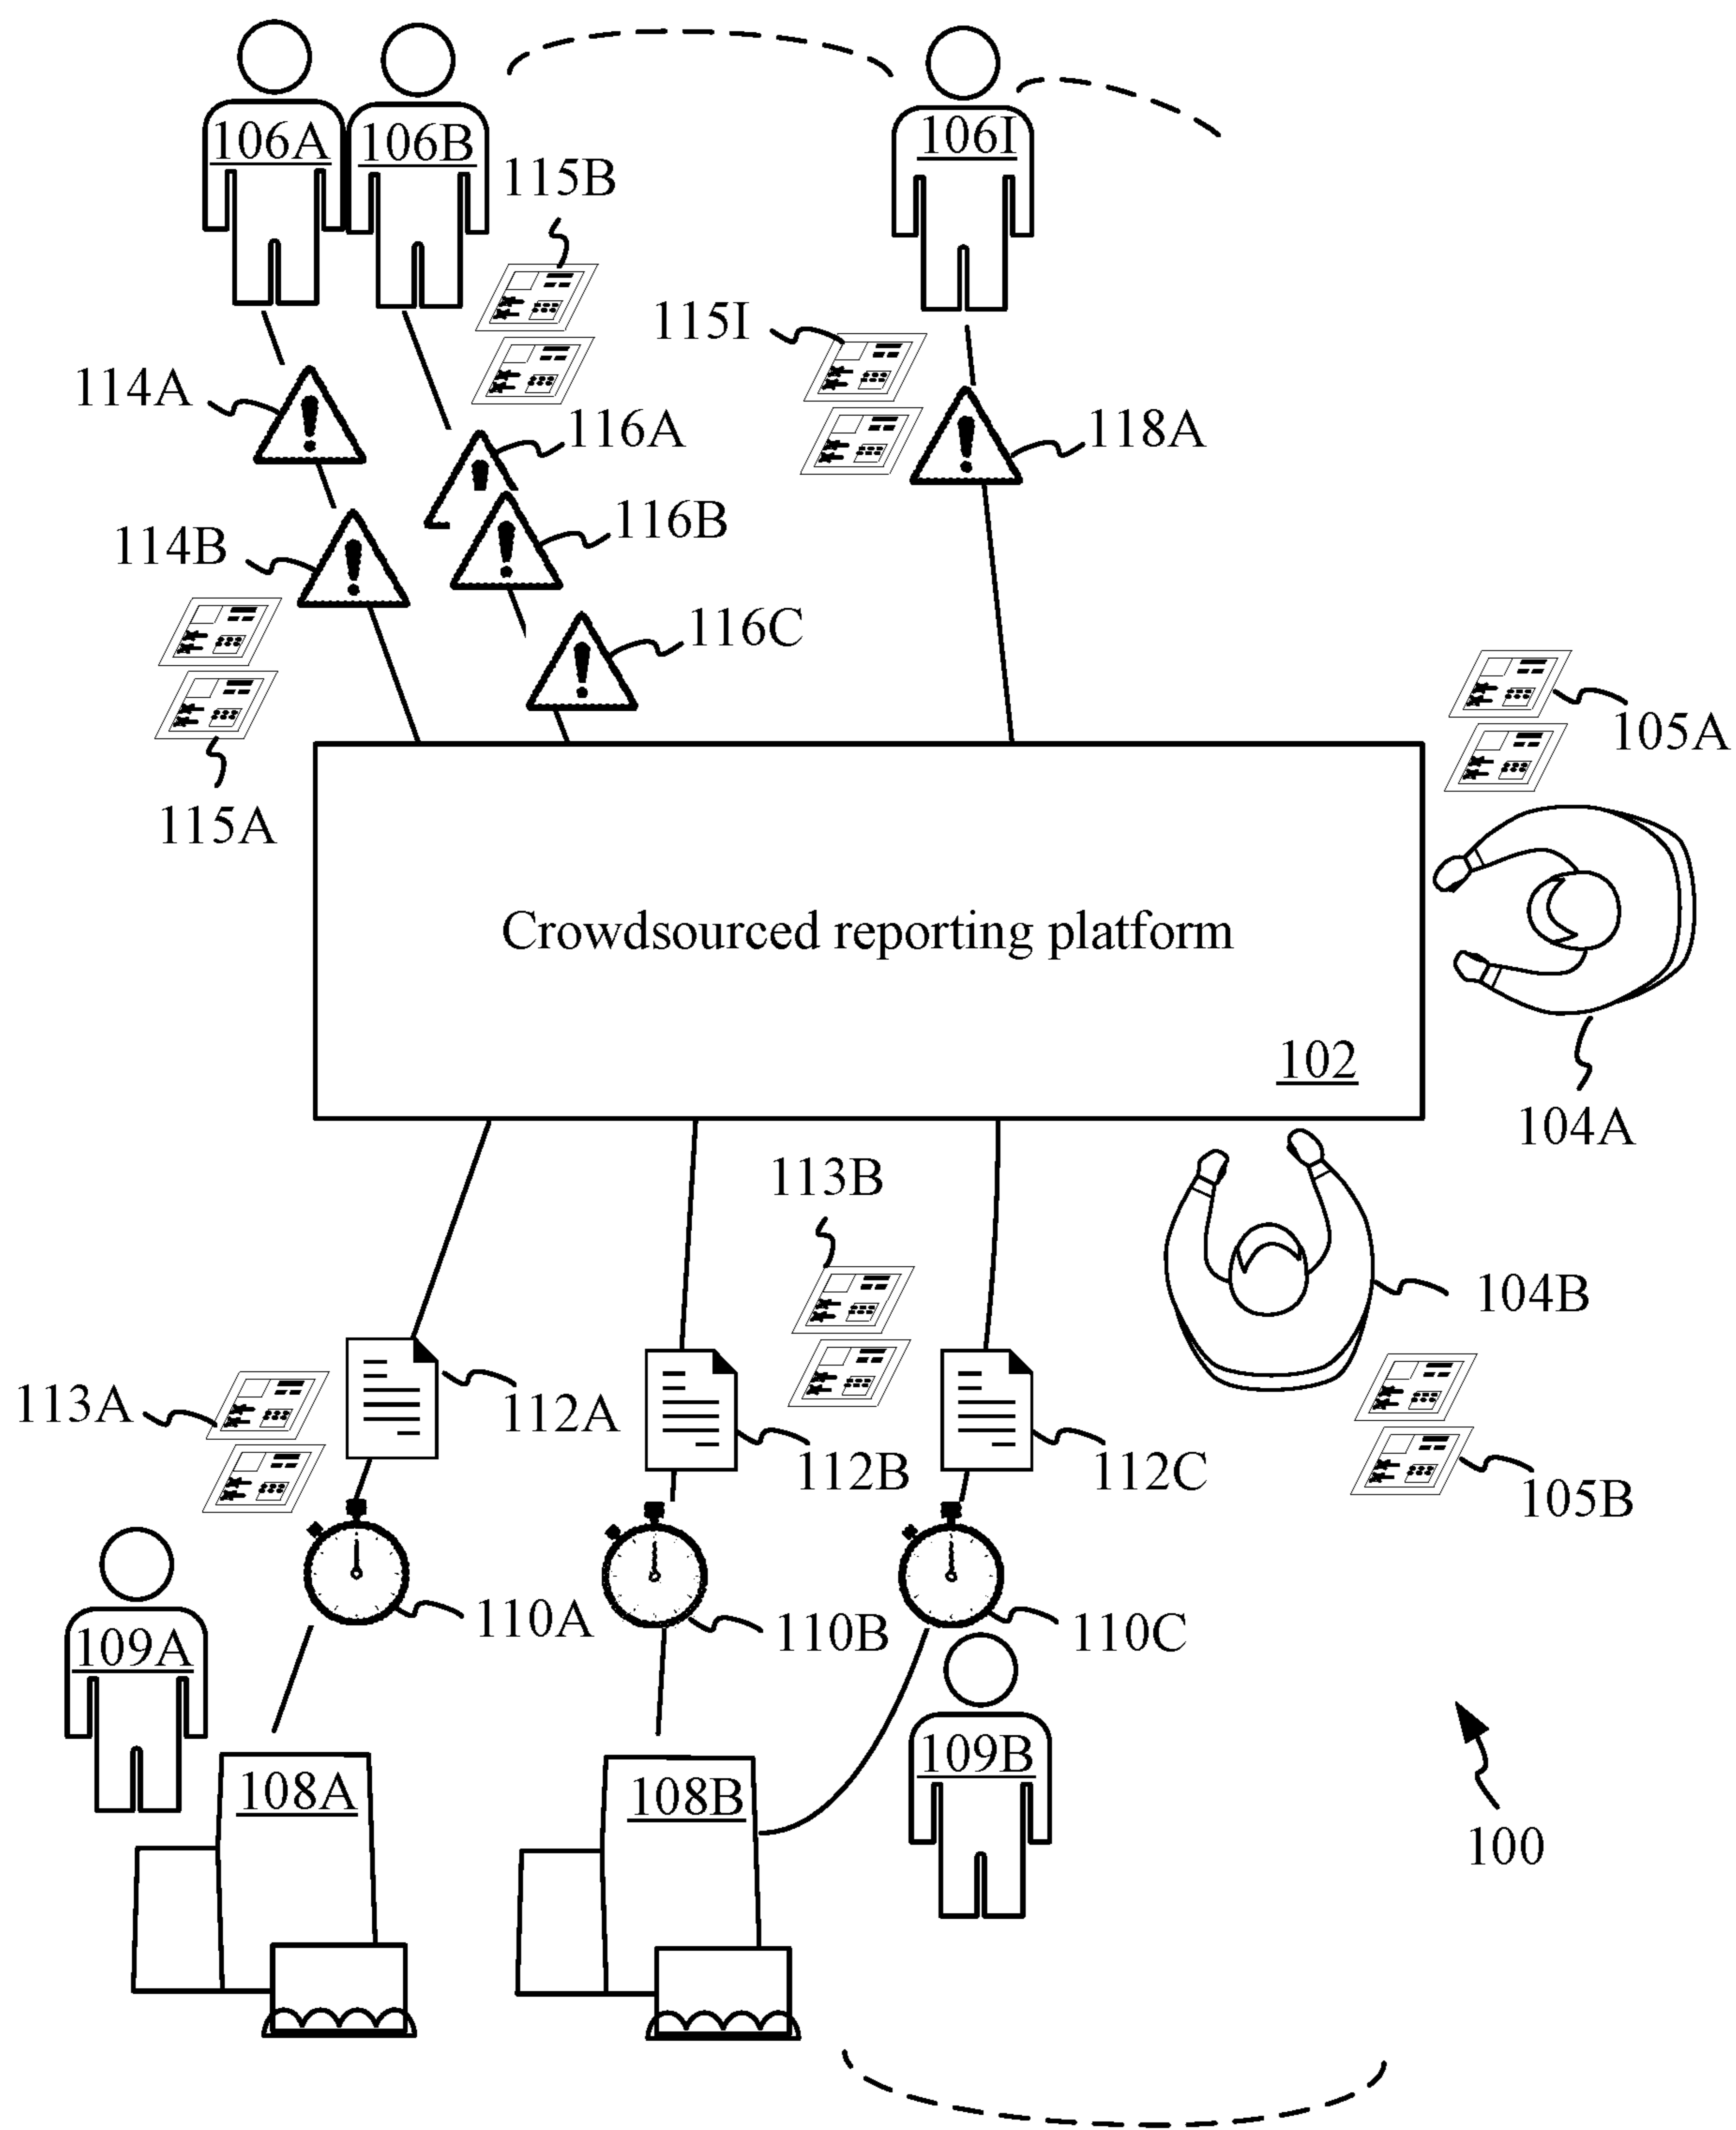 106A
106B
106I
115B
115I
114A
116A
118A
114B
116B
116C
105A
115A
Crowdsourced reporting platform
102
104A
113B
104B
113A
112A
112B
112C
105B
110A
110B
110C
109A
109B
108A
108B
100